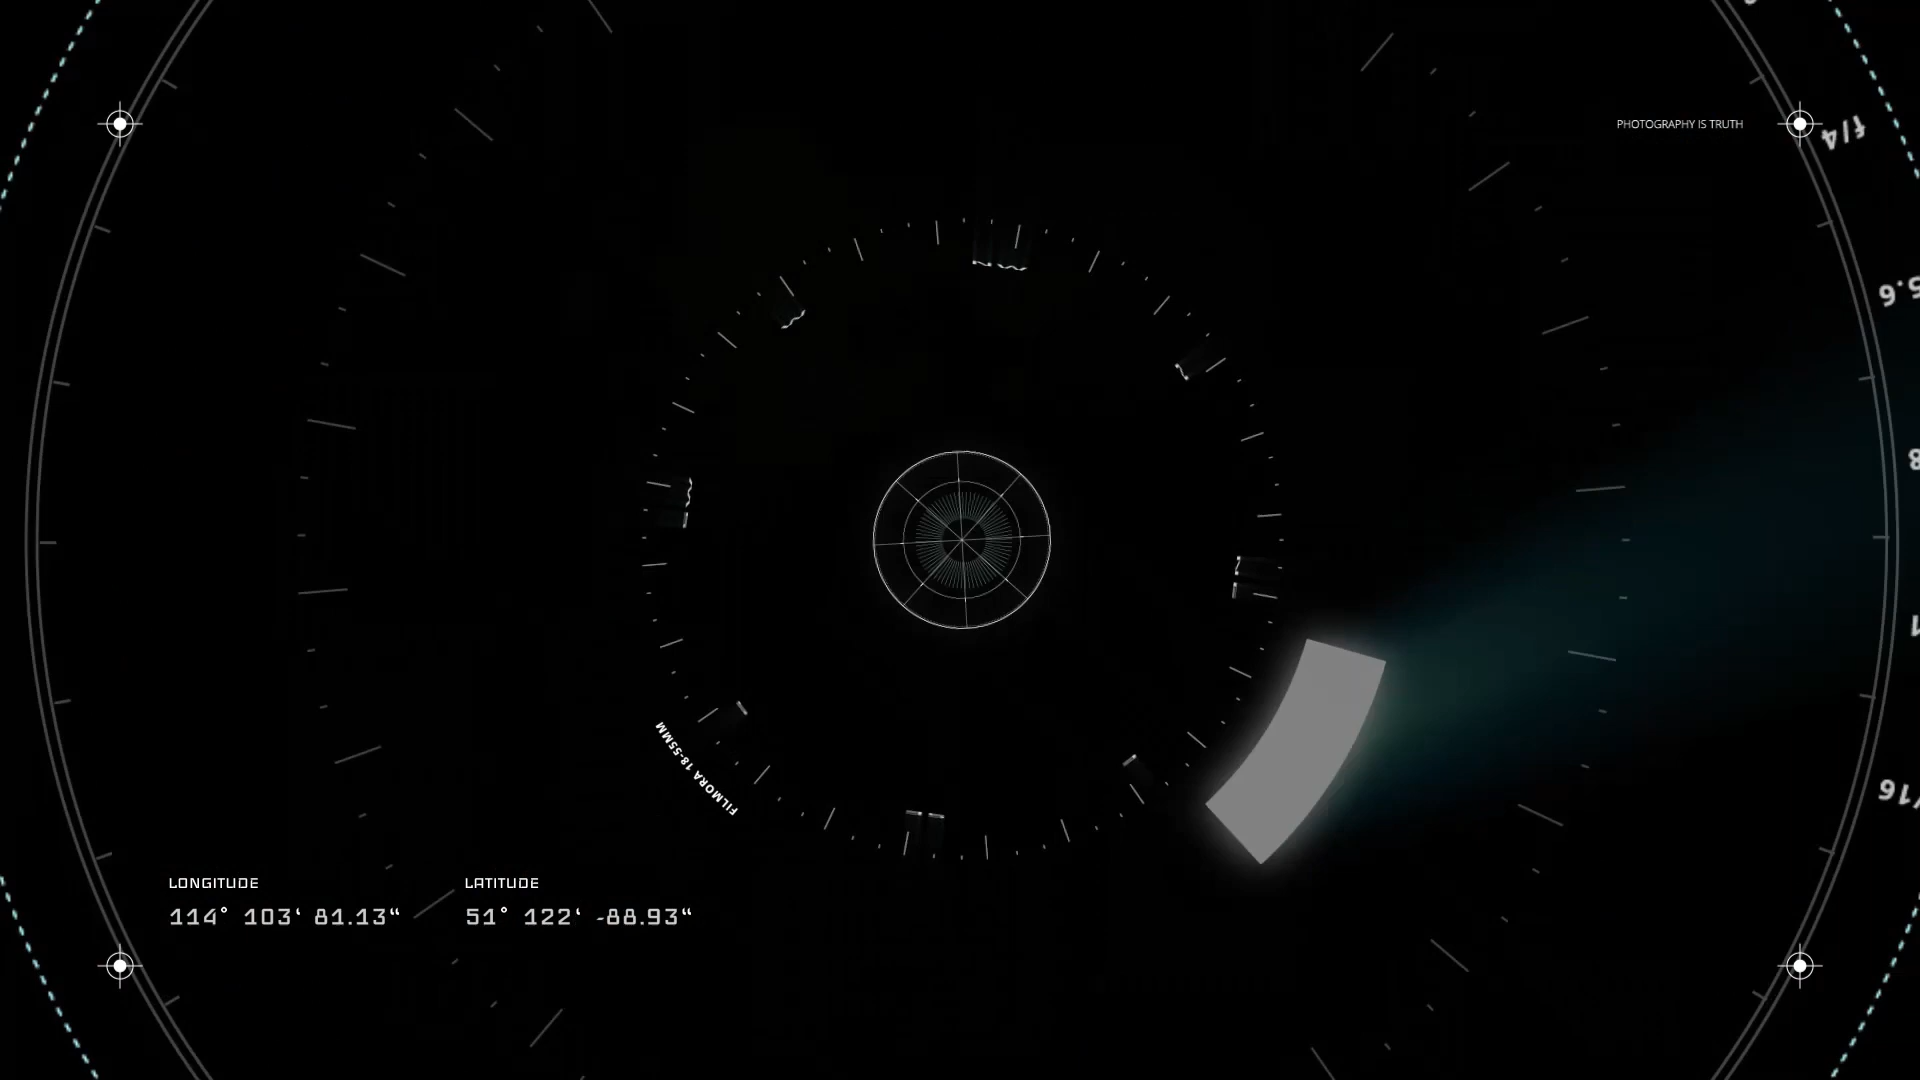 PHOTOGRAPHY IS TRUTH
f/4
5.6
8
1
/16
FILMORA 18-55MM
LONGITUDE
114° 103‘ 81.13“
LATITUDE
51° 122‘ -88.93“